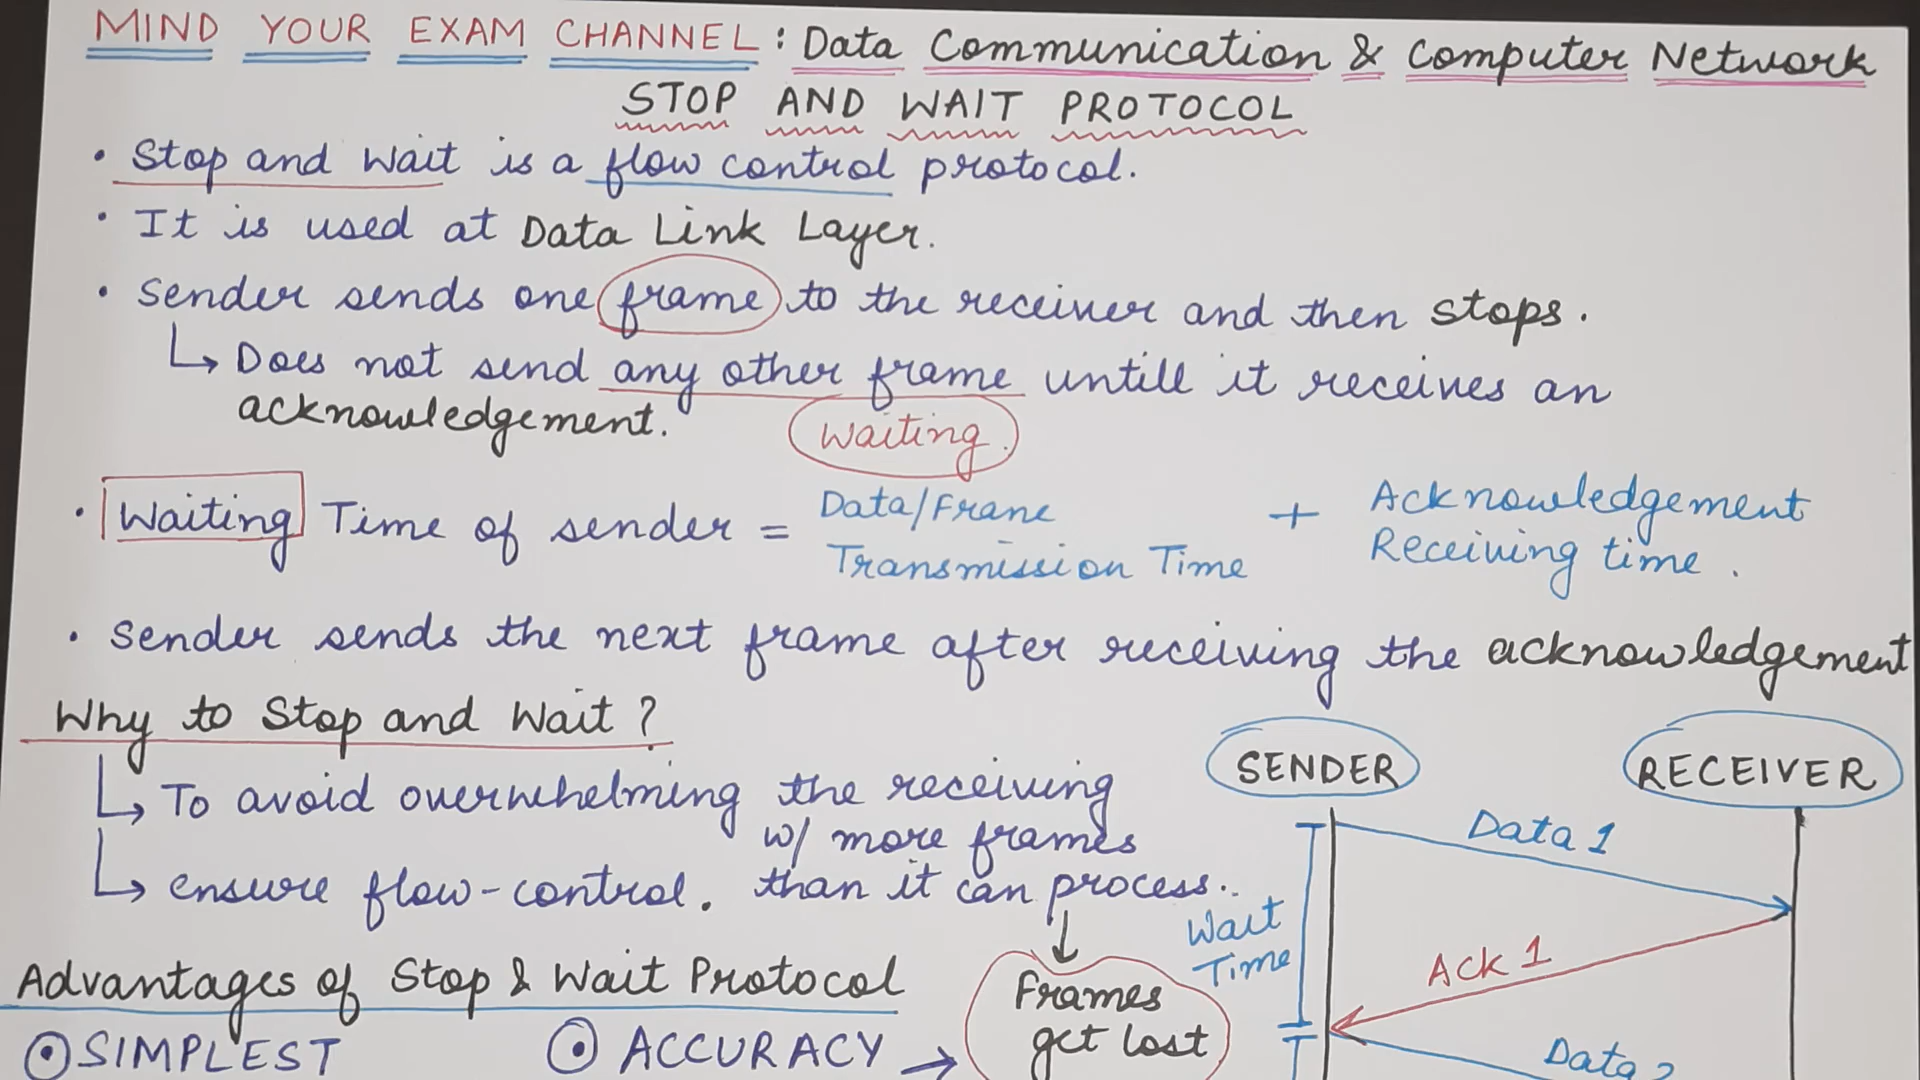 MIND YOUR EXAM CHANNEL : Data Communication & Computer Network
STOP AND WAIT PROTOCOL
• Stop and Wait is a flow control protocol.
• It is used at Data Link Layer.
• Sender sends one frame to the receiver and then stops.
↳ Does not send any other frame untill it receives an
acknowledgement.
Waiting.
• Waiting Time of sender = Data/Frane Transmission Time + Acknowledgement Receiving time.
• Sender sends the next frame after receiving the acknowledgement
Why to Stop and Wait?
↳ To avoid overwhelming the receiving
w/ more frames
than it can process..
↳ ensure flow-control.
Frames
get lost
Advantages of Stop & Wait Protocol
⊙ SIMPLEST ⊙ ACCURACY →
SENDER RECEIVER
Data 1
Wait
Time
Ack 1
Data 2